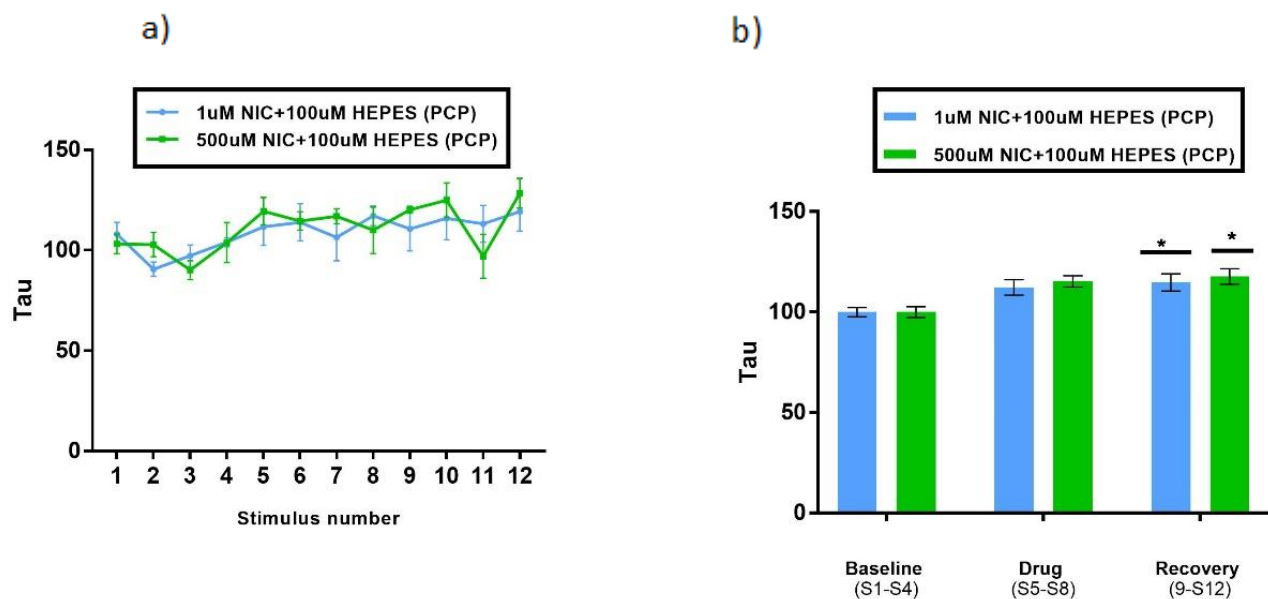 a)
1uM NIC+100uM HEPES (PCP)
500uM NIC+100uM HEPES (PCP)
150
100
50
0
Tau
1 2 3 4 5 6 7 8 9 10 11 12
Stimulus number
b)
1uM NIC+100uM HEPES (PCP)
500uM NIC+100uM HEPES (PCP)
150
100
50
0
Tau
* *
Baseline Drug Recovery
(S1-S4) (S5-S8) (9-S12)